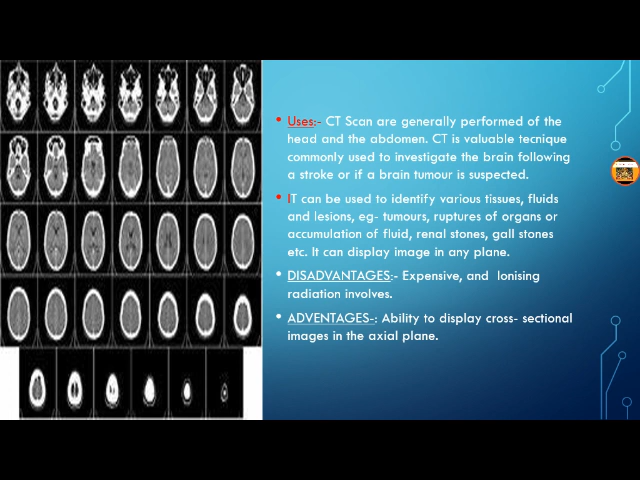 Uses:- CT Scan are generally performed of the
head and the abdomen. CT is valuable tecnique
commonly used to investigate the brain following
a stroke or if a brain tumour is suspected.
IT can be used to identify various tissues, fluids
and lesions, eg- tumours, ruptures of organs or
accumulation of fluid, renal stones, gall stones
etc. It can display image in any plane.
DISADVANTAGES:- Expensive, and Ionising
radiation involves.
ADVENTAGES-: Ability to display cross- sectional
images in the axial plane.